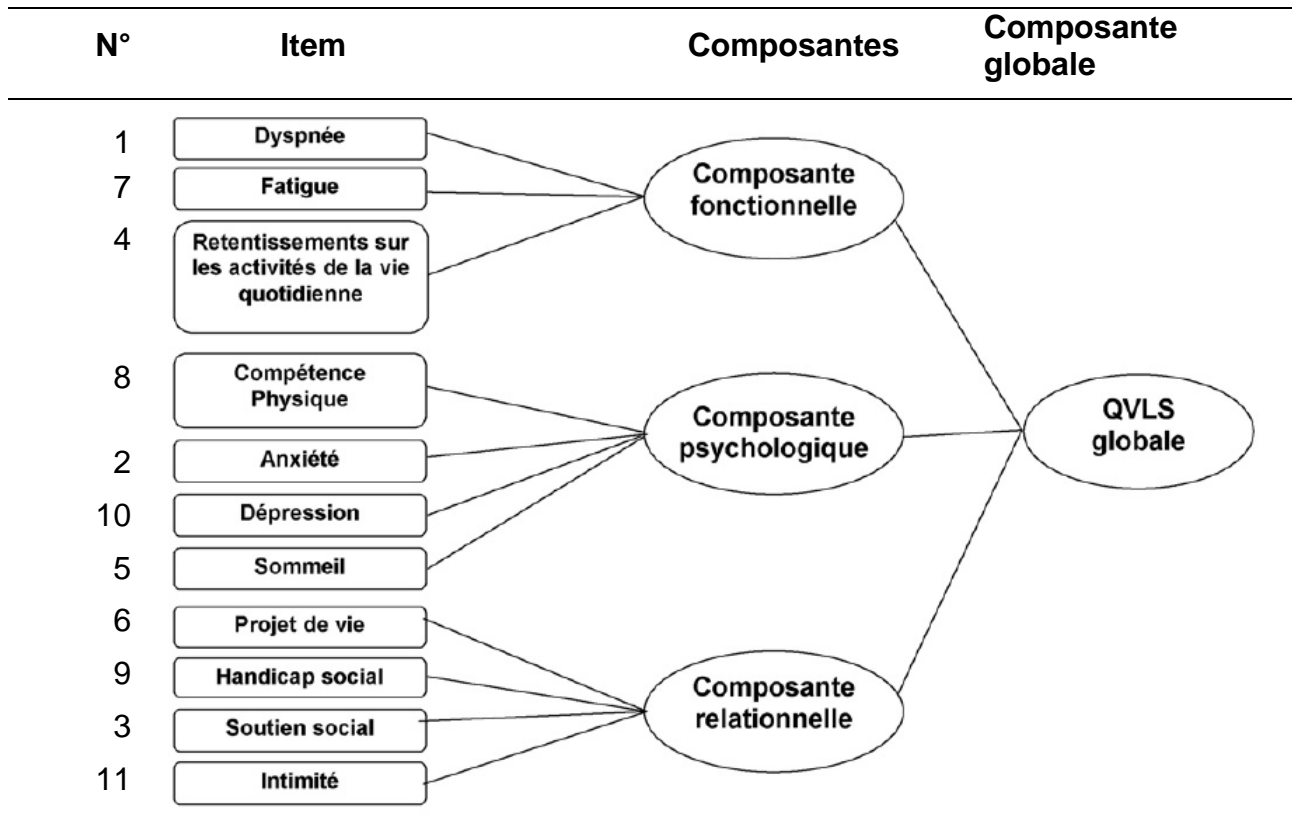 N° Item Composantes Composante
globale
1 Dyspnée
7 Fatigue
4 Retentissements sur
les activités de la vie
quotidienne
Composante
fonctionnelle
8 Compétence
Physique
2 Anxiété
10 Dépression
5 Sommeil
Composante
psychologique
QVLS
globale
6 Projet de vie
9 Handicap social
3 Soutien social
11 Intimité
Composante
relationnelle